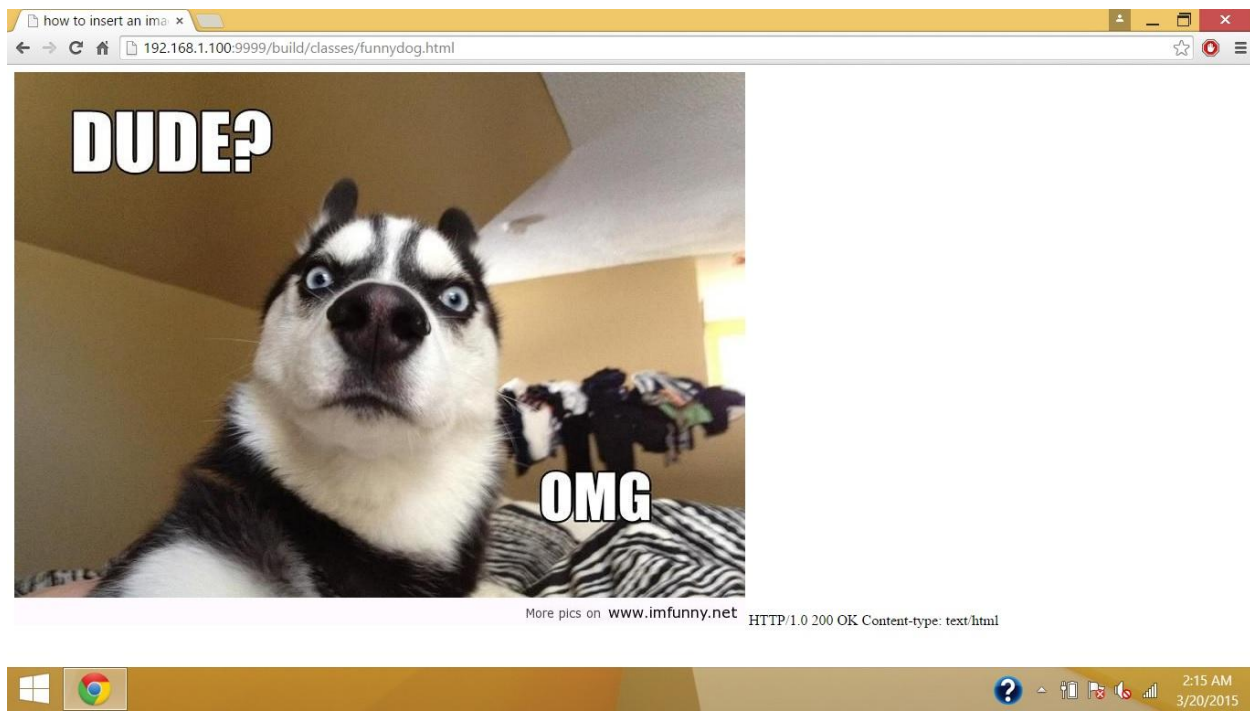 how to insert an ima
192.168.1.100:9999/build/classes/funnydog.html
DUDE?
OMG
More pics on www.imfunny.net
HTTP/1.0 200 OK Content-type: text/html
2:15 AM
3/20/2015